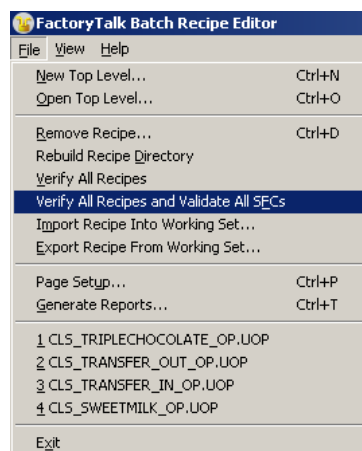 FactoryTalk Batch Recipe Editor
File View Help
New Top Level... Ctrl+N
Open Top Level... Ctrl+O
Remove Recipe... Ctrl+D
Rebuild Recipe Directory
Verify All Recipes
Verify All Recipes and Validate All SFCs
Import Recipe Into Working Set...
Export Recipe From Working Set...
Page Setup... Ctrl+P
Generate Reports... Ctrl+T
1 CLS_TRIPLECHOCOLATE_OP.UOP
2 CLS_TRANSFER_OUT_OP.UOP
3 CLS_TRANSFER_IN_OP.UOP
4 CLS_SWEETMILK_OP.UOP
Exit